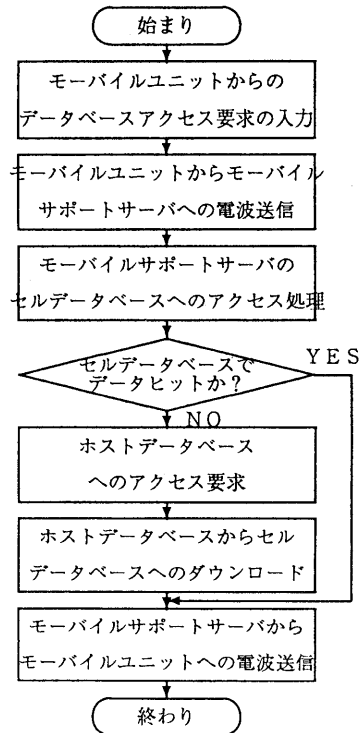 始まり
モーバイルユニットからの
データベースアクセス要求の入力
モーバイルユニットからモーバイル
サポートサーバへの電波送信
モーバイルサポートサーバの
セルデータベースへのアクセス処理
セルデータベースで
データヒットか？
YES
NO
ホストデータベース
へのアクセス要求
ホストデータベースからセル
データベースへのダウンロード
モーバイルサポートサーバから
モーバイルユニットへの電波送信
終わり